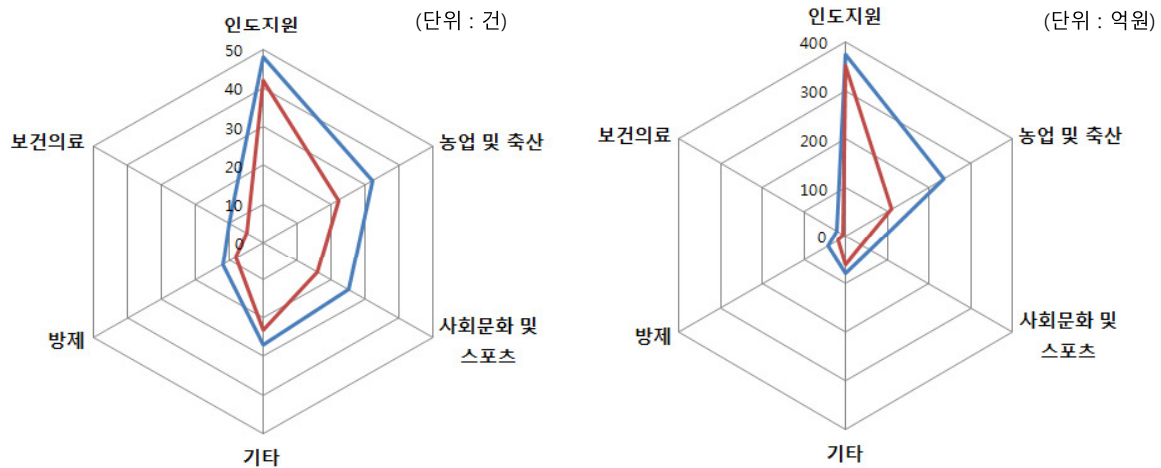 인도지원
(단위 : 건)
50
40
30
20
10
0
보건의료
농업 및 축산
방제
사회문화 및
스포츠
기타
인도지원
(단위 : 억원)
400
300
200
100
0
보건의료
농업 및 축산
방제
사회문화 및
스포츠
기타